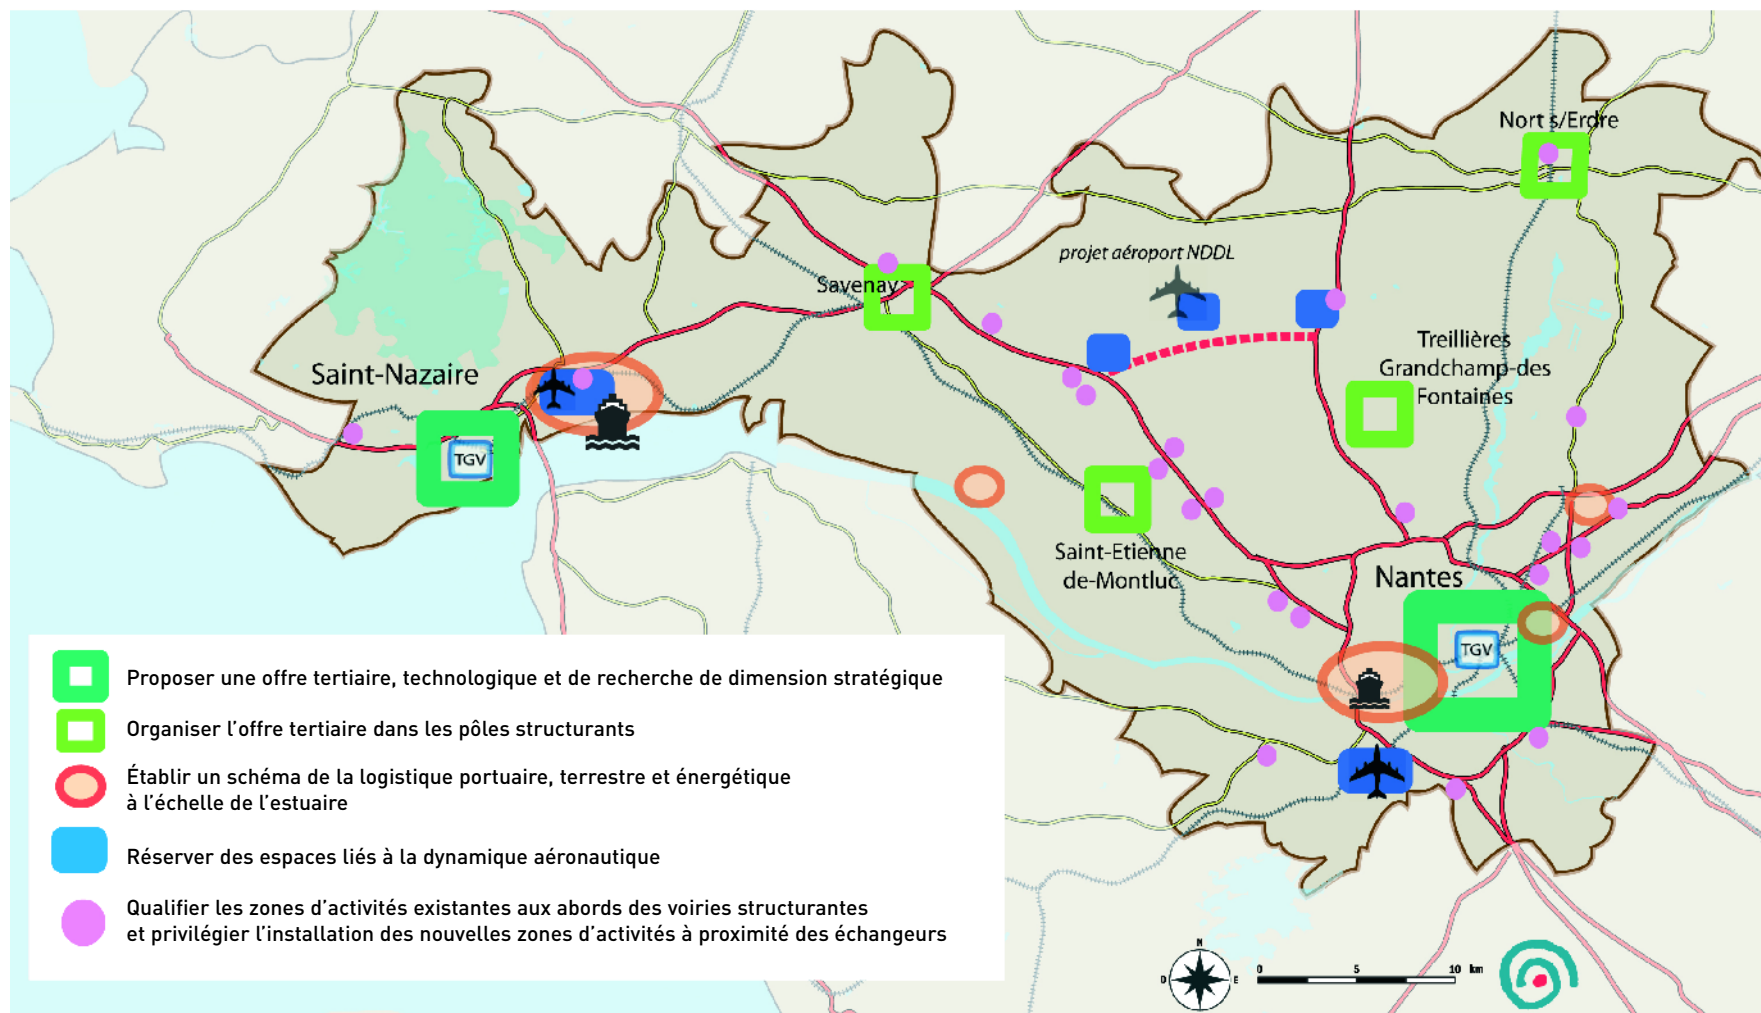 Nort s/Erdre
projet aéroport NDDL
Savenay
Treillières
Grandchamp-des
Fontaines
Saint-Nazaire
TGV
Saint-Etienne
de-Montluc
Nantes
TGV
Proposer une offre tertiaire, technologique et de recherche de dimension stratégique
Organiser l'offre tertiaire dans les pôles structurants
Établir un schéma de la logistique portuaire, terrestre et énergétique
à l'échelle de l'estuaire
Réserver des espaces liés à la dynamique aéronautique
Qualifier les zones d'activités existantes aux abords des voiries structurantes
et privilégier l'installation des nouvelles zones d'activités à proximité des échangeurs
N
O E
S
0 5 10 km